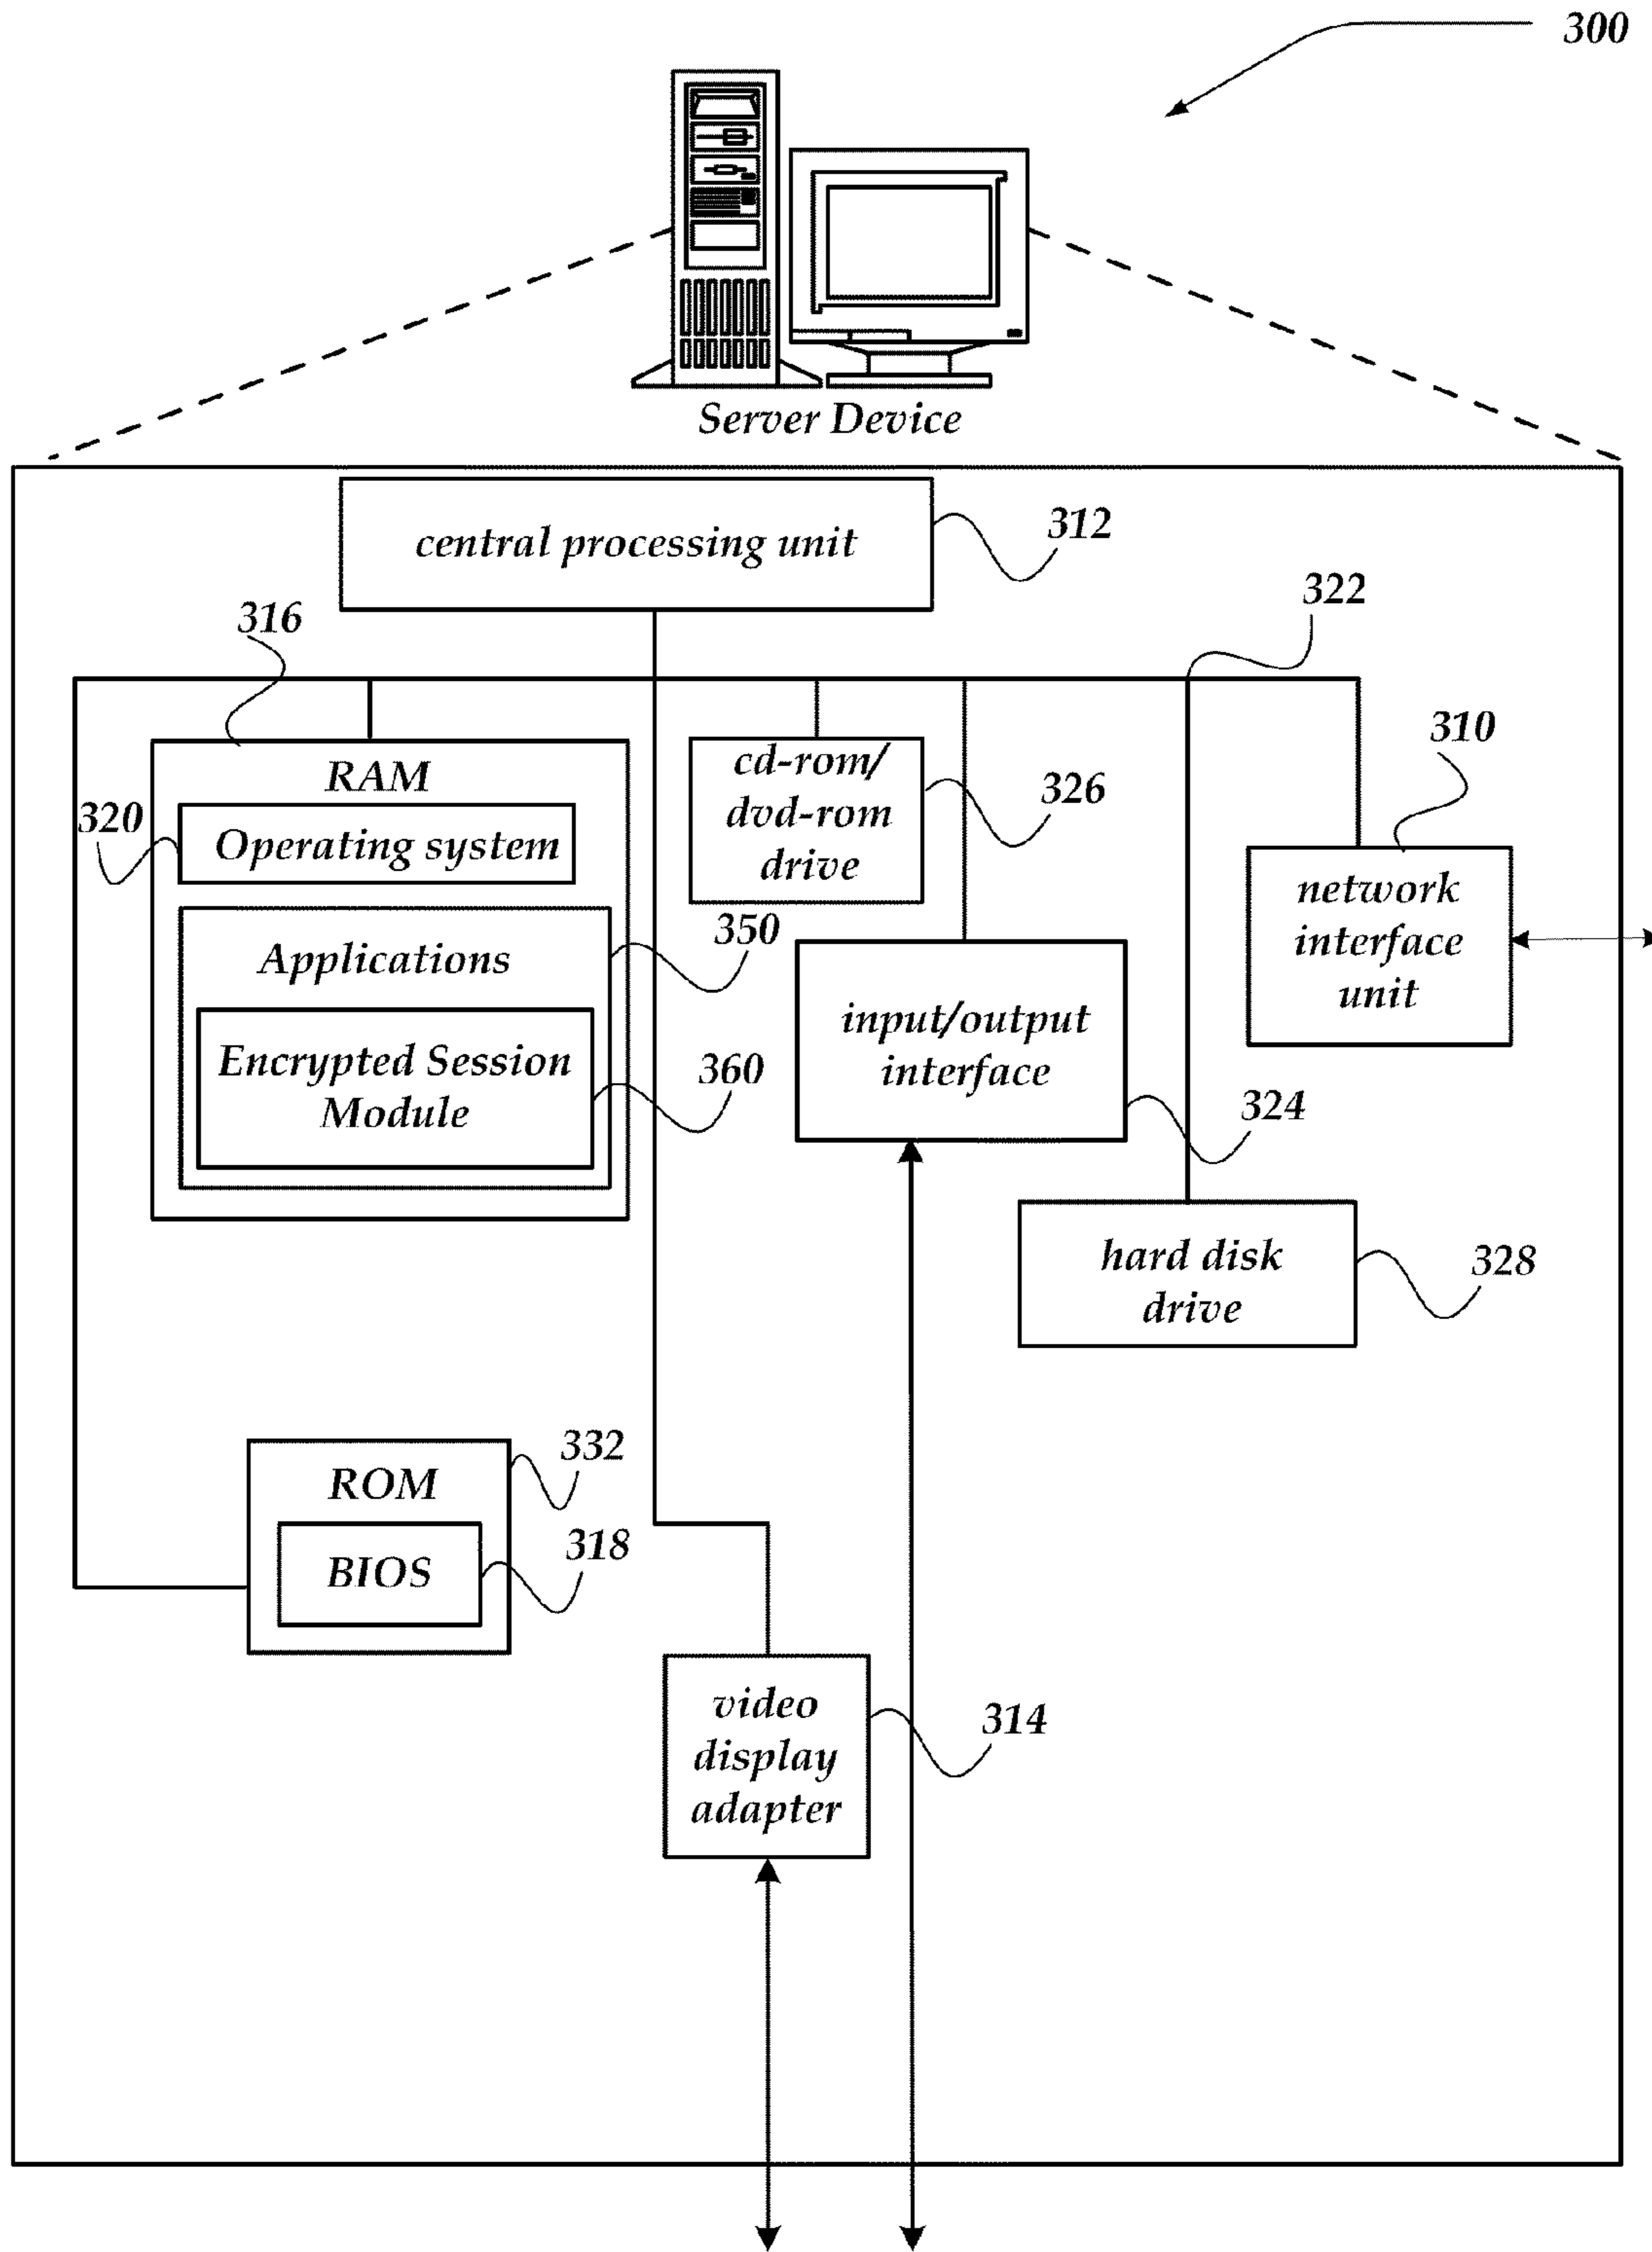 300
Server Device
central processing unit
312
322
316
310
RAM
cd-rom/
dvd-rom
drive
326
320
Operating system
network
interface
unit
350
Applications
input/output
interface
Encrypted Session
Module
360
324
hard disk
drive
328
332
ROM
318
BIOS
video
display
adapter
314